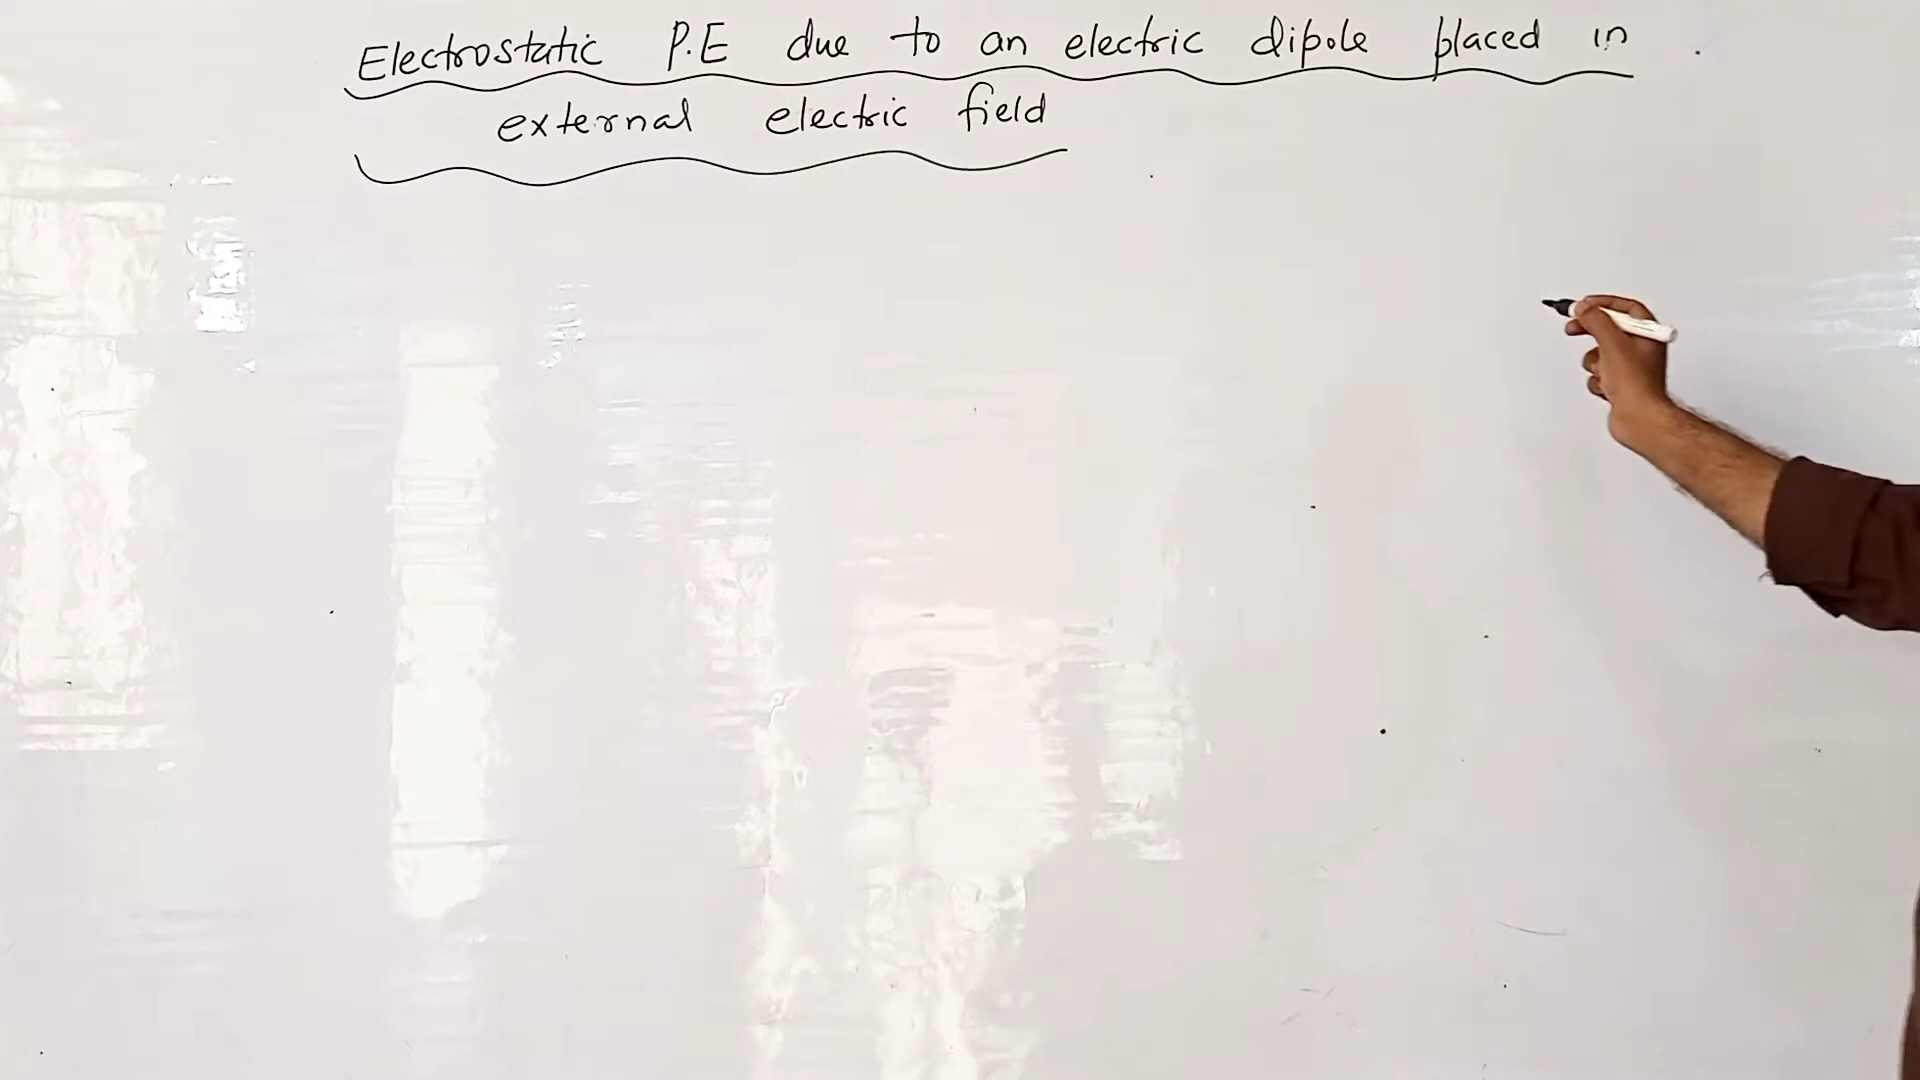 Electrostatic P.E due to an electric dipole placed in
external electric field